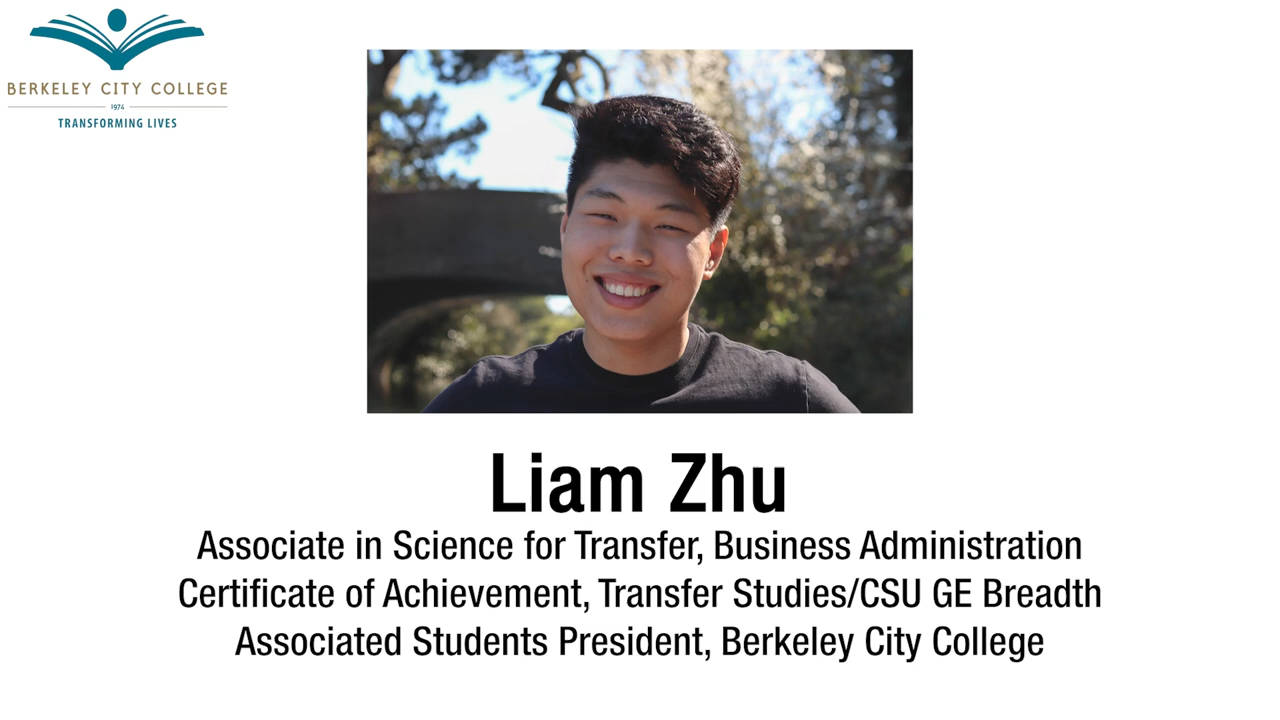 BERKELEY CITY COLLEGE
1974
TRANSFORMING LIVES
Liam Zhu
Associate in Science for Transfer, Business Administration
Certificate of Achievement, Transfer Studies/CSU GE Breadth
Associated Students President, Berkeley City College